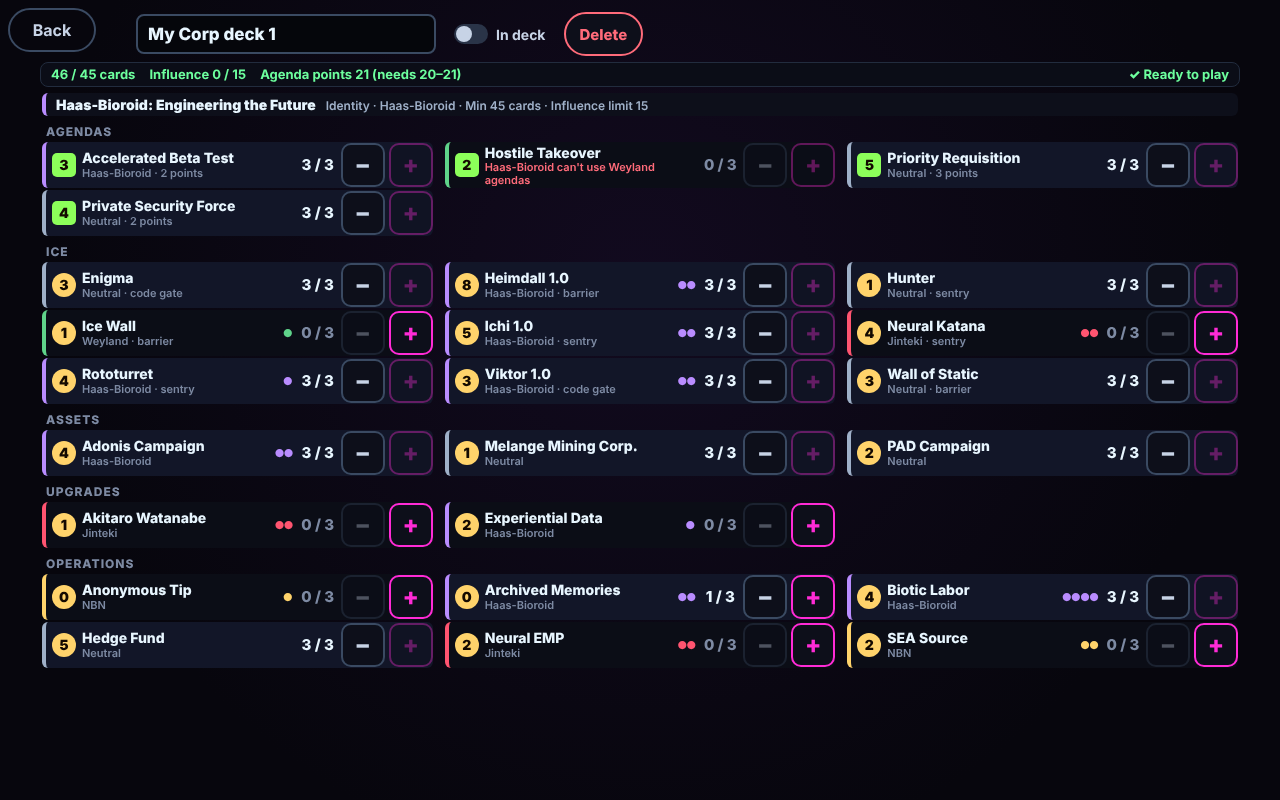 Back
My Corp deck 1
In deck
Delete
46 / 45 cards Influence 0 / 15 Agenda points 21 (needs 20–21)
✓ Ready to play
Haas-Bioroid: Engineering the Future Identity · Haas-Bioroid · Min 45 cards · Influence limit 15
AGENDAS
3 Accelerated Beta Test 3 / 3 − +
Haas-Bioroid · 2 points
2 Hostile Takeover 0 / 3 − +
Haas-Bioroid can't use Weyland
agendas
5 Priority Requisition 3 / 3 − +
Neutral · 3 points
4 Private Security Force 3 / 3 − +
Neutral · 2 points
ICE
3 Enigma 3 / 3 − +
Neutral · code gate
8 Heimdall 1.0 3 / 3 − +
Haas-Bioroid · barrier
1 Hunter 3 / 3 − +
Neutral · sentry
1 Ice Wall 0 / 3 − +
Weyland · barrier
5 Ichi 1.0 3 / 3 − +
Haas-Bioroid · sentry
4 Neural Katana 0 / 3 − +
Jinteki · sentry
4 Rototurret 3 / 3 − +
Haas-Bioroid · sentry
3 Viktor 1.0 3 / 3 − +
Haas-Bioroid · code gate
3 Wall of Static 3 / 3 − +
Neutral · barrier
ASSETS
4 Adonis Campaign 3 / 3 − +
Haas-Bioroid
1 Melange Mining Corp. 3 / 3 − +
Neutral
2 PAD Campaign 3 / 3 − +
Neutral
UPGRADES
1 Akitaro Watanabe 0 / 3 − +
Jinteki
2 Experiential Data 0 / 3 − +
Haas-Bioroid
OPERATIONS
0 Anonymous Tip 0 / 3 − +
NBN
0 Archived Memories 1 / 3 − +
Haas-Bioroid
4 Biotic Labor 3 / 3 − +
Haas-Bioroid
5 Hedge Fund 3 / 3 − +
Neutral
2 Neural EMP 0 / 3 − +
Jinteki
2 SEA Source 0 / 3 − +
NBN